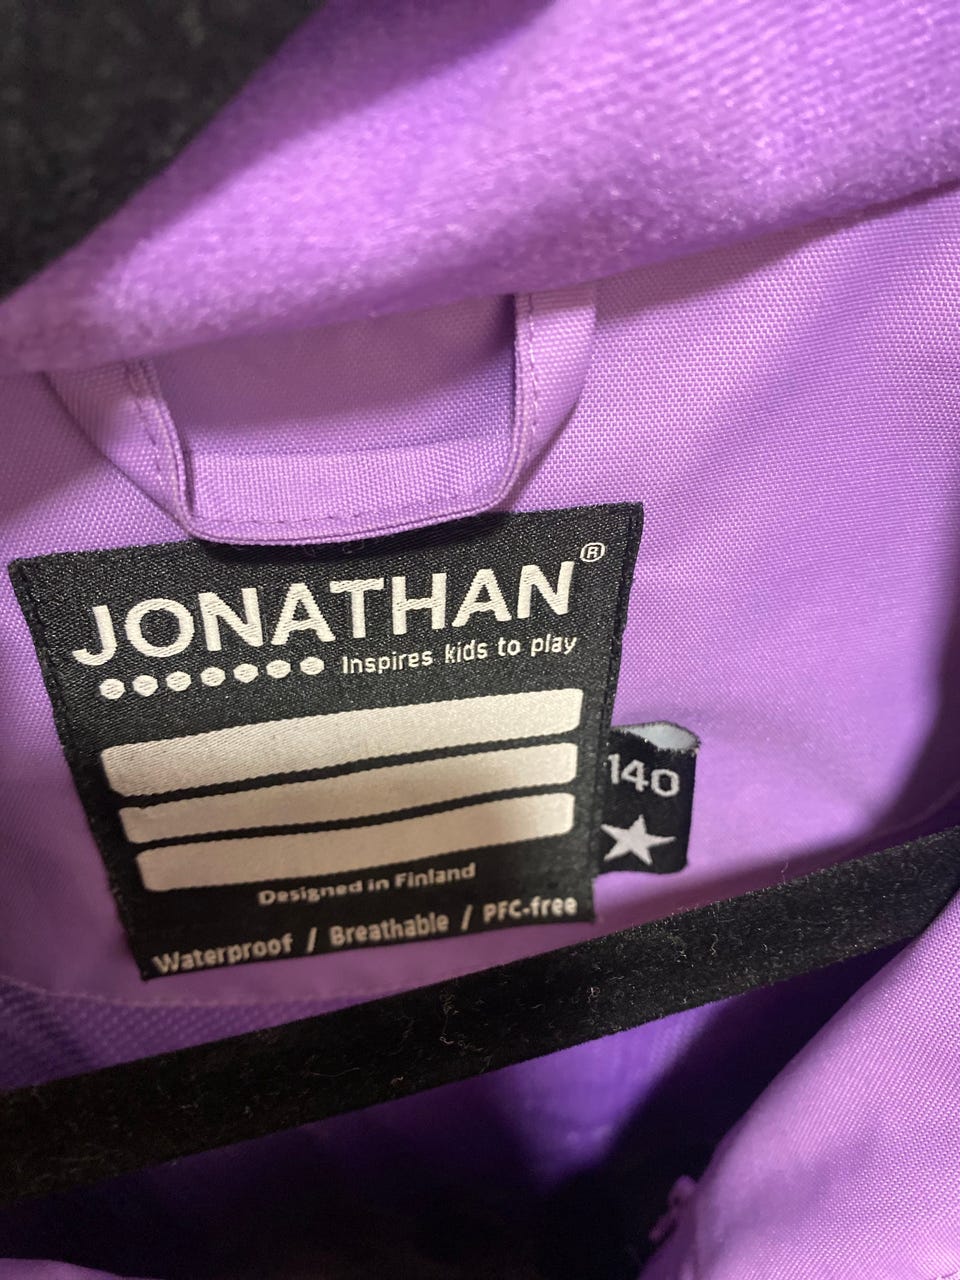 JONATHAN®
Inspires kids to play
140
Designed in Finland
Waterproof / Breathable / PFC-free